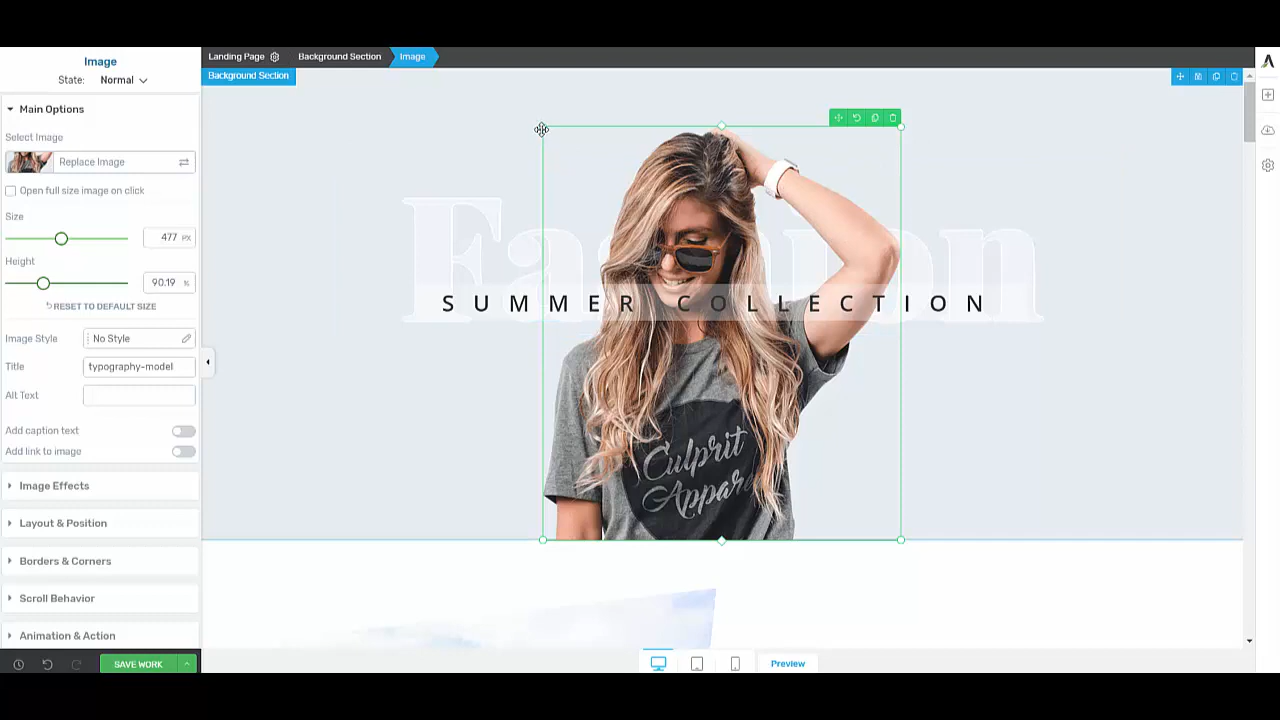 Image
State: Normal
Landing Page
Background Section
Image
Background Section
Main Options
Select Image
Replace Image
Open full size image on click
Size
477 PX
Height
90.19 %
RESET TO DEFAULT SIZE
Image Style No Style
Title typography-model
Alt Text
Add caption text
Add link to image
Image Effects
Layout & Position
Borders & Corners
Scroll Behavior
Animation & Action
SAVE WORK
Fashion
SUMMER COLLECTION
Culprit
Apparel
Preview